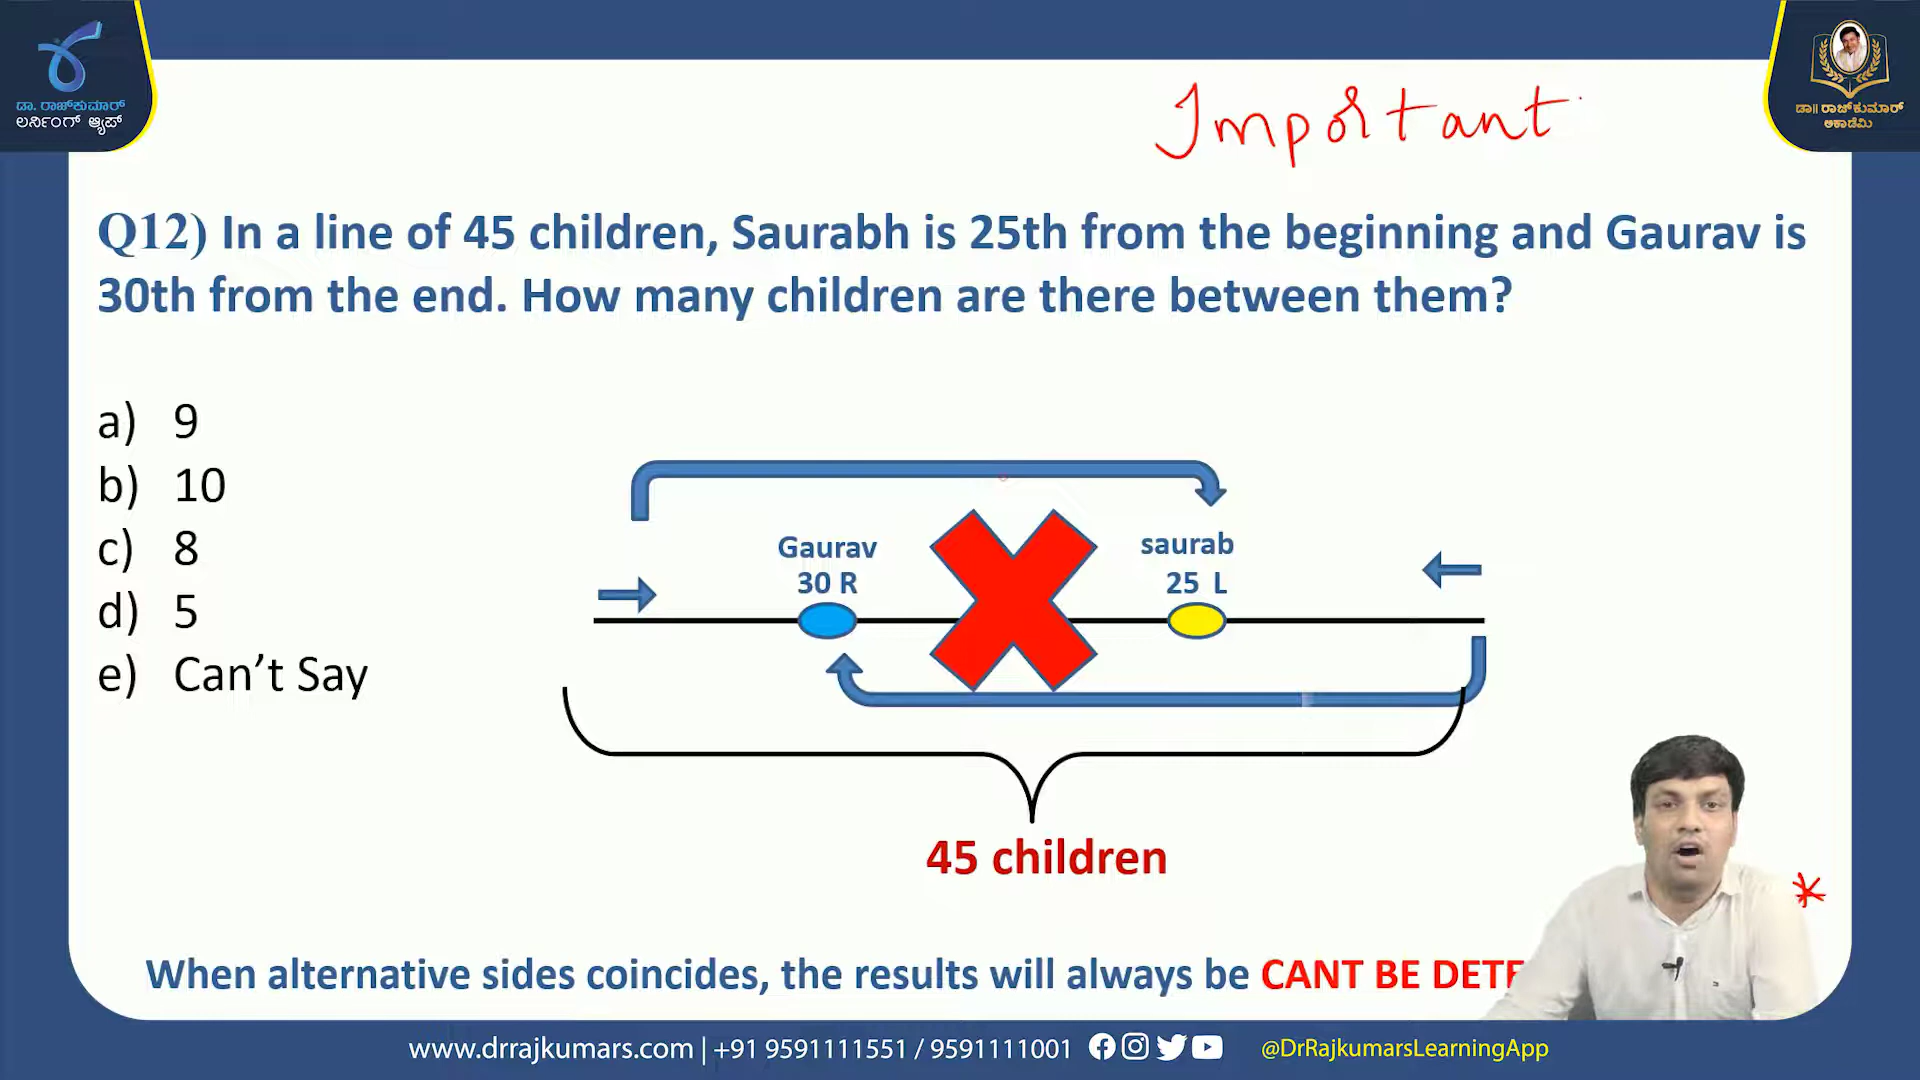 ಡಾ. ರಾಜ್‌ಕುಮಾರ್
ಲರ್ನಿಂಗ್ ಆ್ಯಪ್
ಡಾ॥ ರಾಜ್‌ಕುಮಾರ್
ಅಕಾಡೆಮಿ
Important
Q12) In a line of 45 children, Saurabh is 25th from the beginning and Gaurav is
30th from the end. How many children are there between them?
a) 9
b) 10
c) 8
d) 5
e) Can’t Say
Gaurav
30 R
saurab
25 L
45 children
When alternative sides coincides, the results will always be CANT BE DETE
www.drrajkumars.com | +91 9591111551 / 9591111001
@DrRajkumarsLearningApp